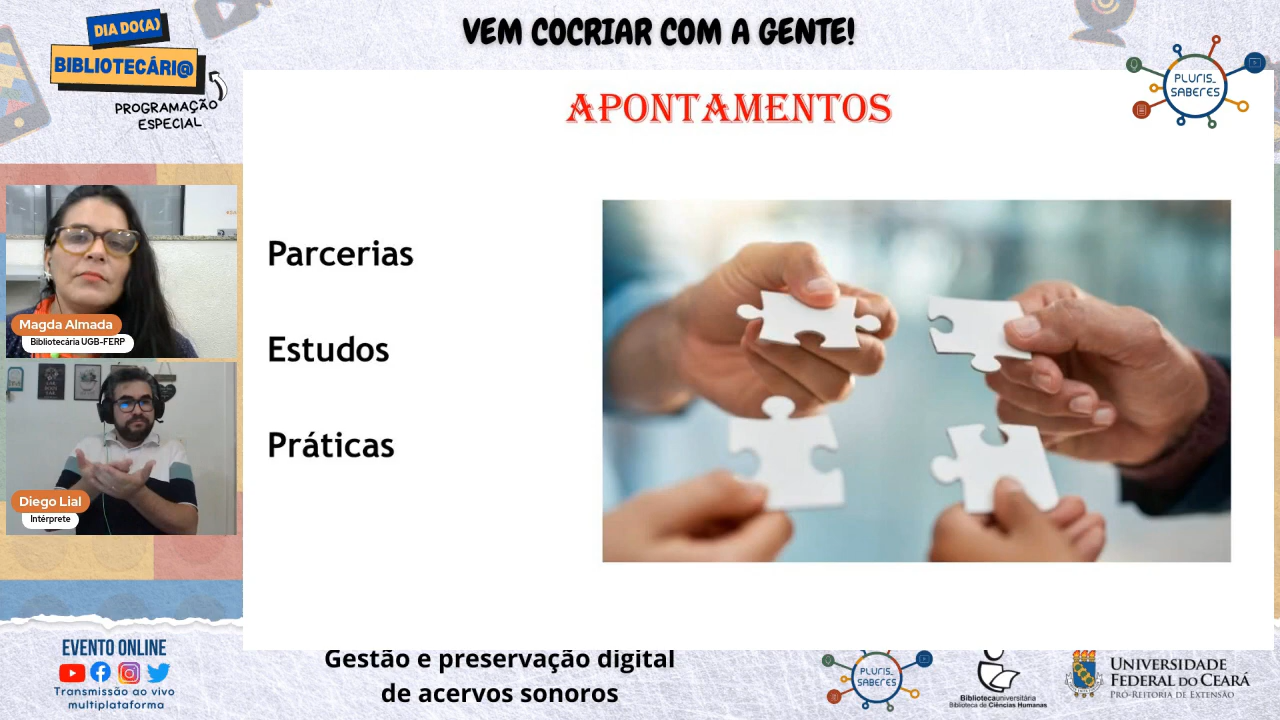 VEM COCRIAR COM A GENTE!
DIA DO(A)
BIBLIOTECÁRI@
PROGRAMAÇÃO
ESPECIAL
PLURIS_
SABERES
APONTAMENTOS
Parcerias
Estudos
Práticas
Magda Almada
Bibliotecária UGB-FERP
Diego Lial
Intérprete
EVENTO ONLINE
Transmissão ao vivo
multiplataforma
Gestão e preservação digital
de acervos sonoros
PLURIS_
SABERES
Bibliotecauniversitária
Biblioteca de Ciências Humanas
UNIVERSIDADE
FEDERAL DO CEARÁ
PRÓ-REITORIA DE EXTENSÃO